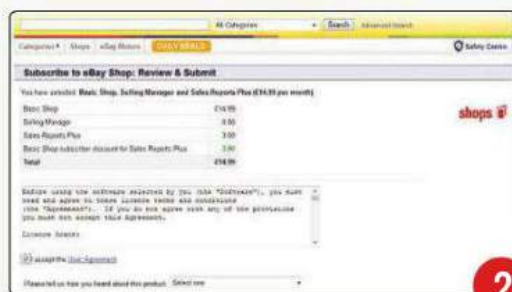 All Categories Search Advanced Search
Categories Shops eBay Motors DAILY DEALS Safety Centre
Subscribe to eBay Shop: Review & Submit
You have selected: Basic Shop, Selling Manager and Sales Reports Plus (£14.99 per month)
shops
Basic Shop £14.99
Selling Manager 0.00
Sales Reports Plus
Basic Shop subscriber discount for Sales Reports Plus
Total £14.99
Before using the software selected by you (the "Software"), you must
read and agree to these licence terms and conditions
(the "Agreement"). If you do not agree with any of the provisions
you must not accept this Agreement.
Licence Grant:
I accept the User Agreement
Please tell us how you heard about this product. Select one
2